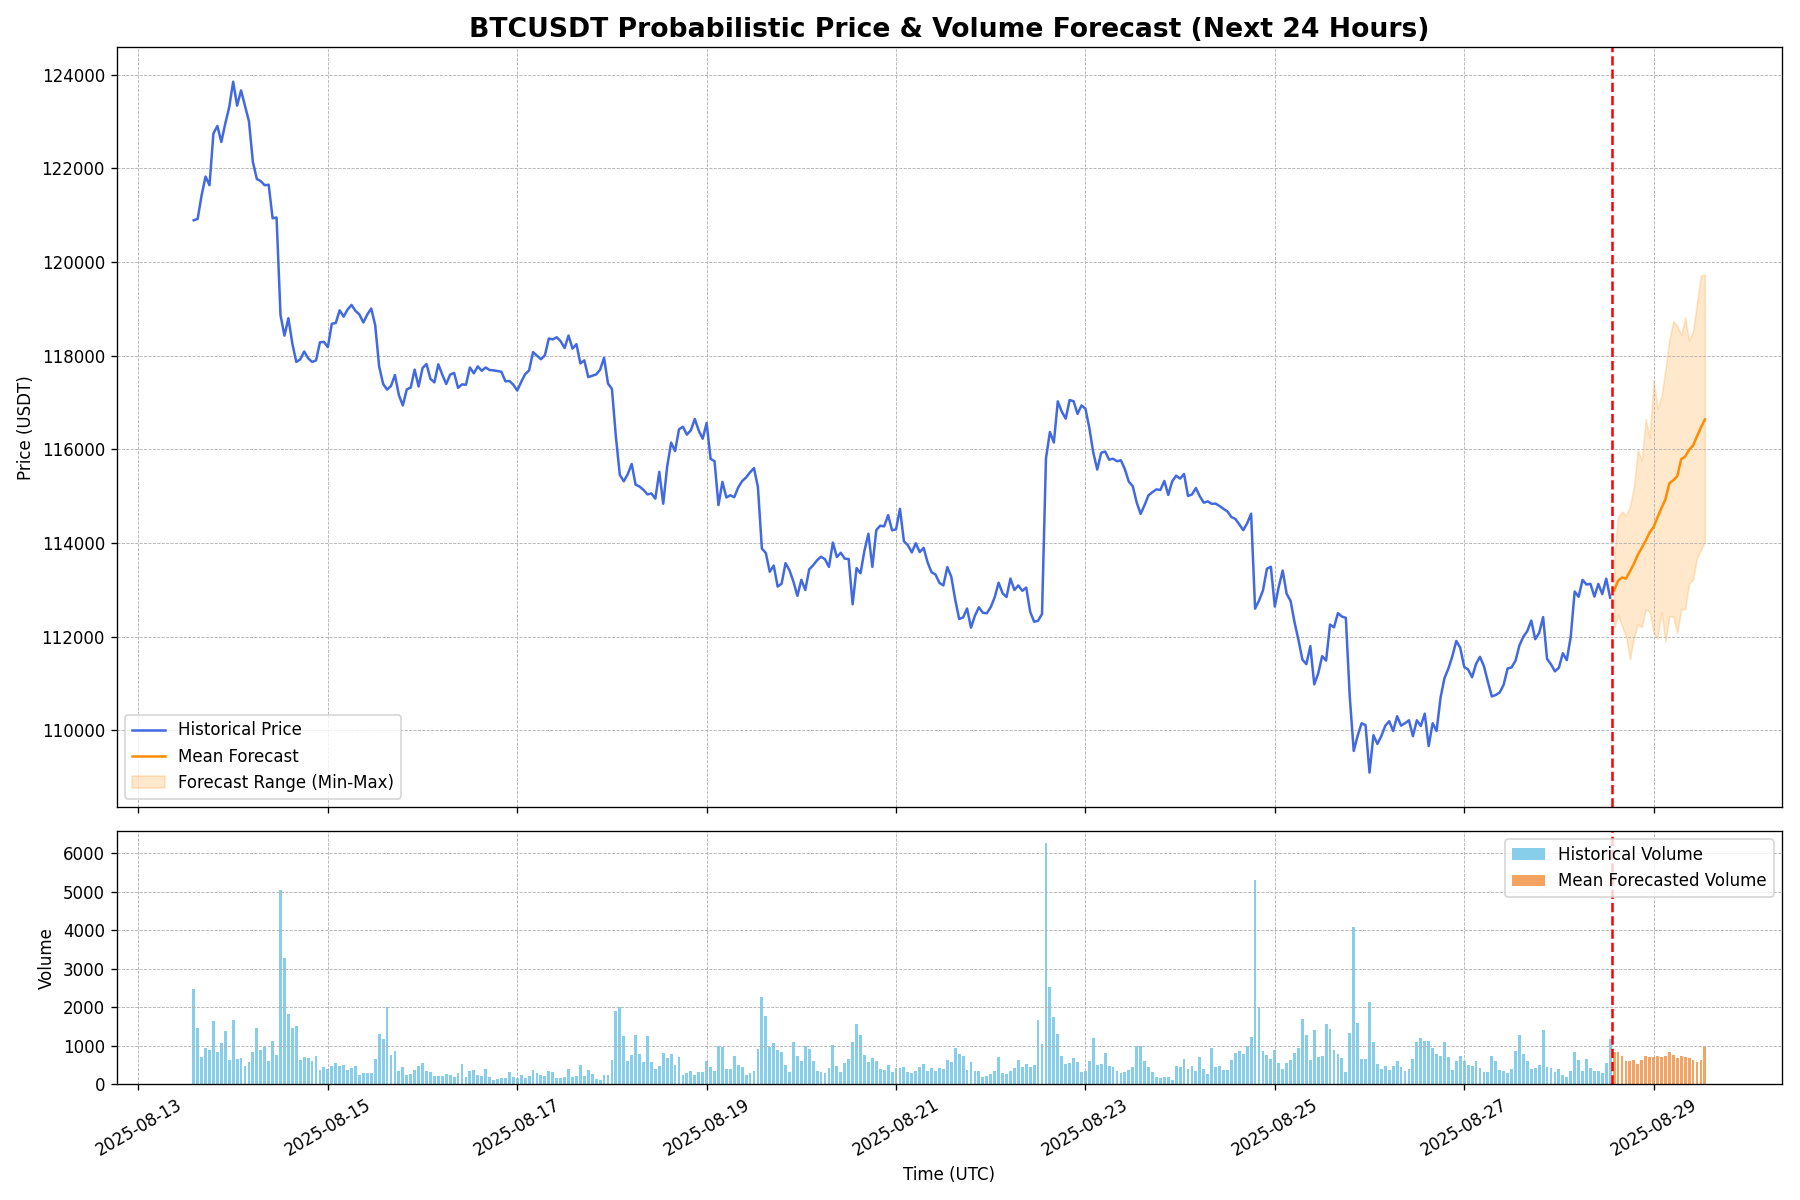 BTCUSDT Probabilistic Price & Volume Forecast (Next 24 Hours)
124000
122000
120000
118000
116000
114000
112000
110000
Price (USDT)
Historical Price
Mean Forecast
Forecast Range (Min-Max)
6000
5000
4000
3000
2000
1000
0
Volume
Historical Volume
Mean Forecasted Volume
2025-08-13
2025-08-15
2025-08-17
2025-08-19
2025-08-21
2025-08-23
2025-08-25
2025-08-27
2025-08-29
Time (UTC)